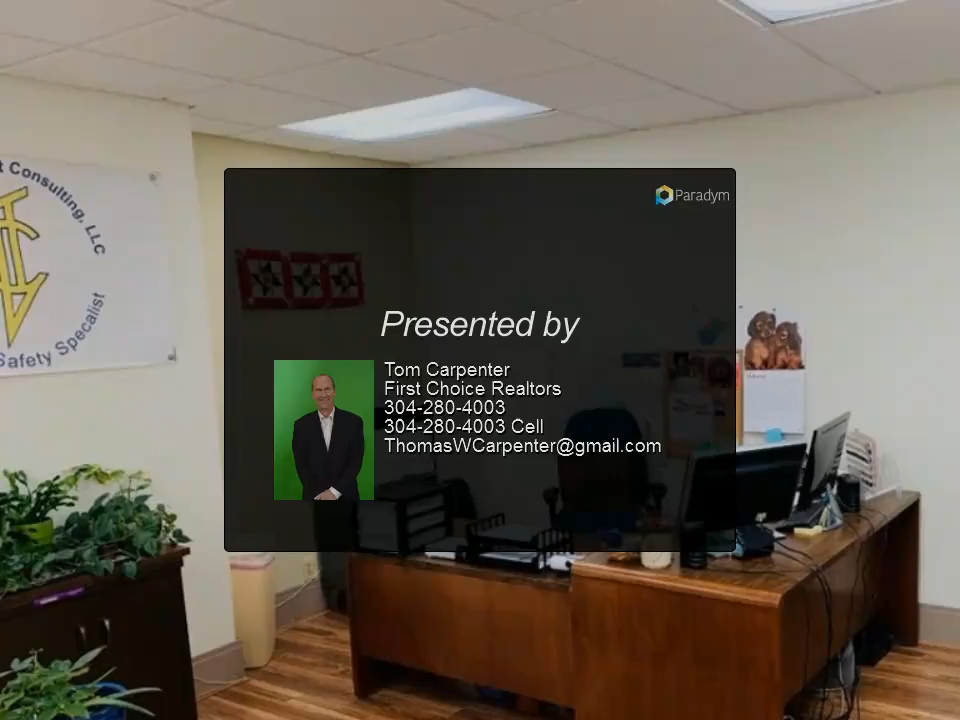 t Consulting, LLC
Safety Specalist
Paradym
Presented by
Tom Carpenter
First Choice Realtors
304-280-4003
304-280-4003 Cell
ThomasWCarpenter@gmail.com